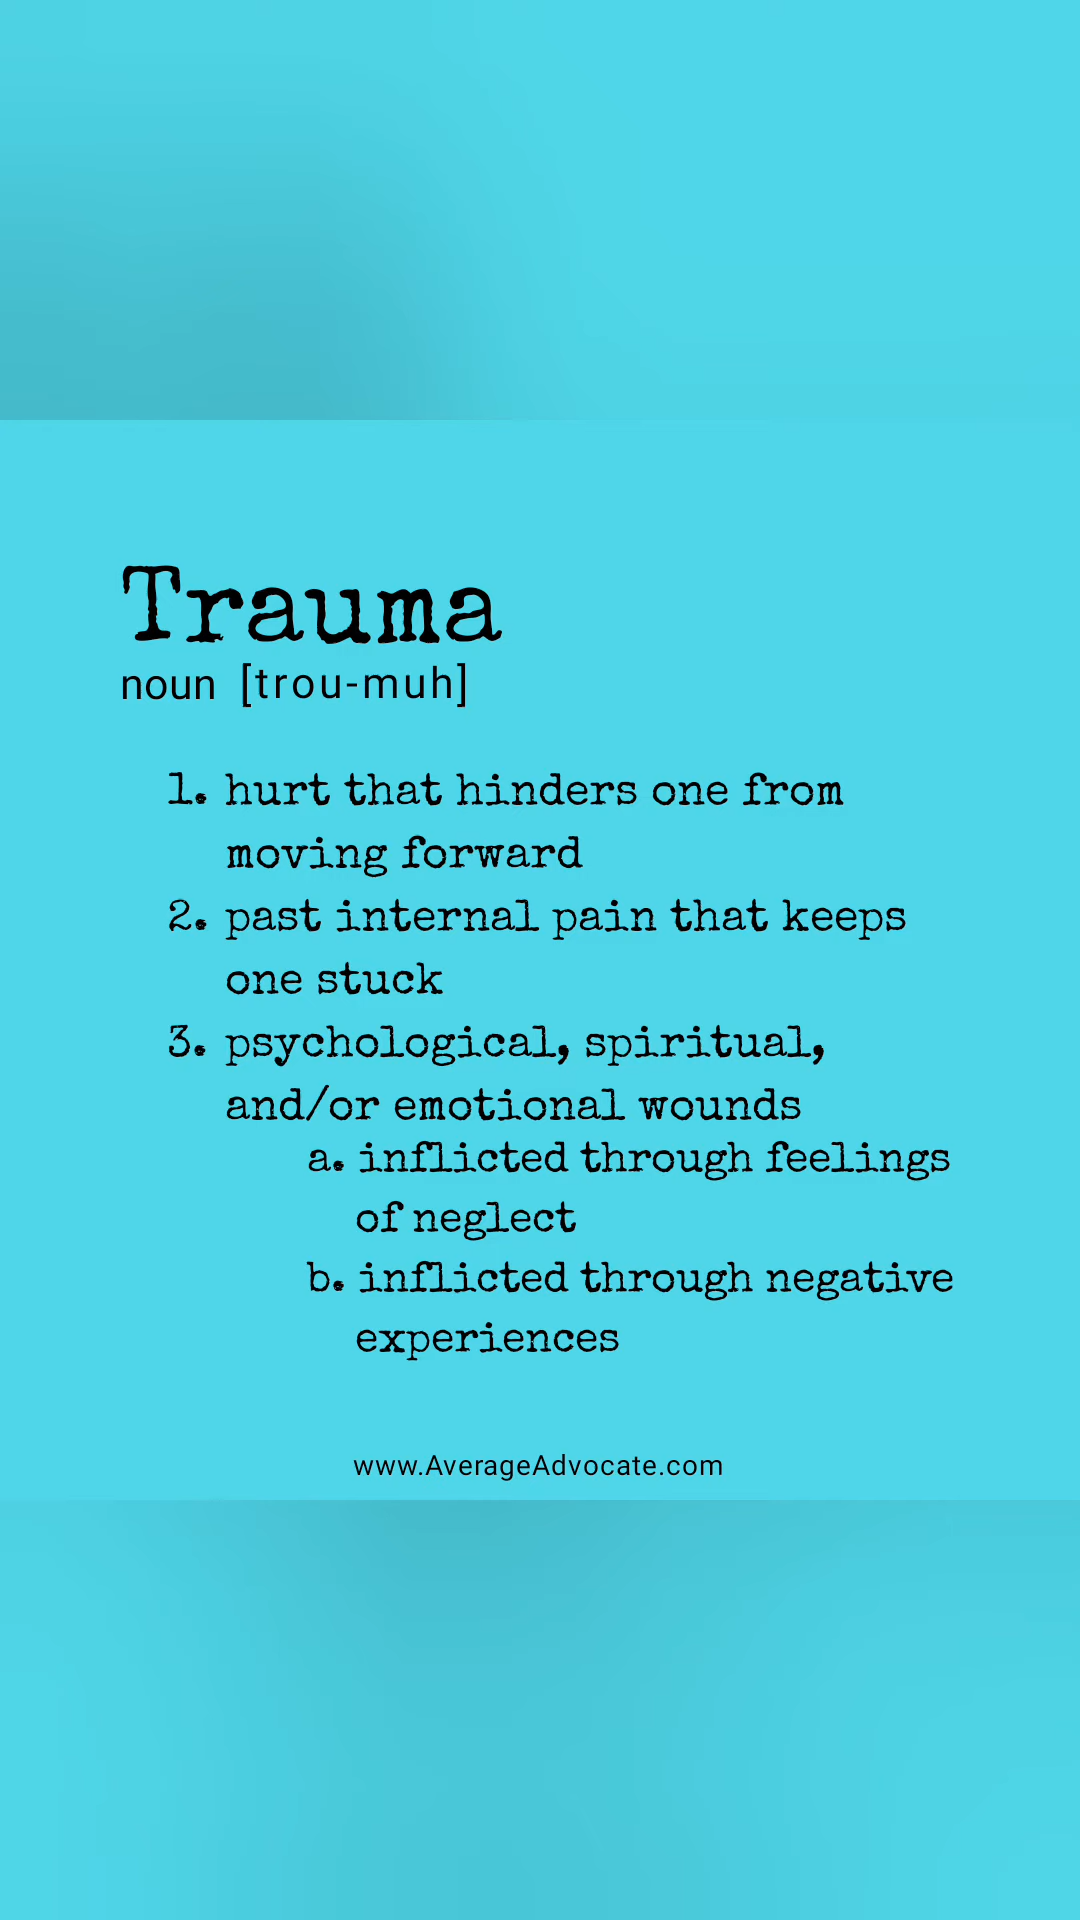 Trauma
noun [trou-muh]
1. hurt that hinders one from
moving forward
2. past internal pain that keeps
one stuck
3. psychological, spiritual,
and/or emotional wounds
a. inflicted through feelings
of neglect
b. inflicted through negative
experiences
www.AverageAdvocate.com